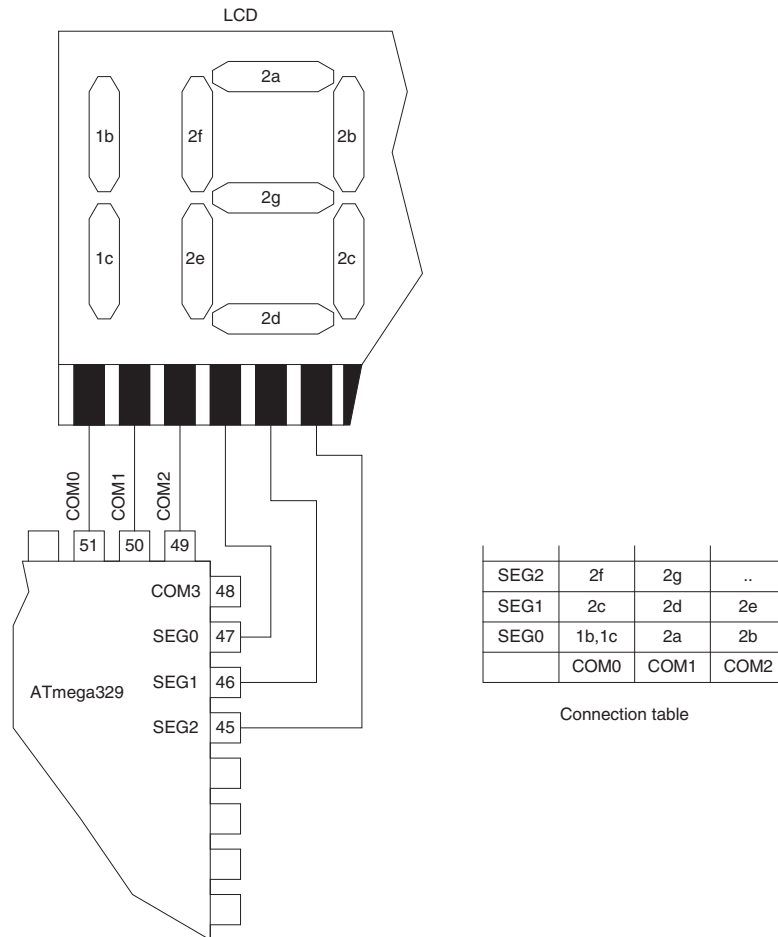 LCD
2a
1b 2f 2b
2g
1c 2e 2c
2d
COM0 COM1 COM2
51 50 49
COM3 48
SEG0 47
ATmega329 SEG1 46
SEG2 45
SEG2 2f 2g ..
SEG1 2c 2d 2e
SEG0 1b,1c 2a 2b
COM0 COM1 COM2
Connection table